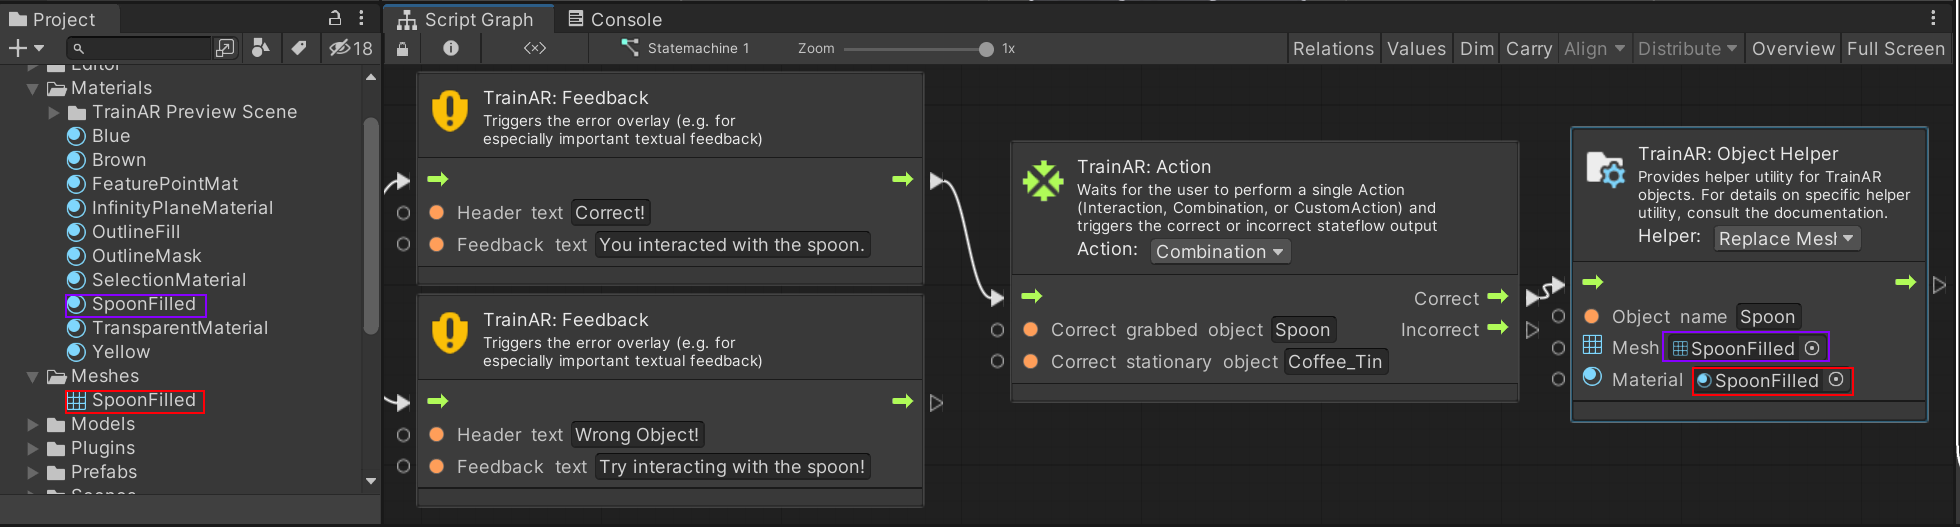 Project
18
Editor
Materials
TrainAR Preview Scene
Blue
Brown
FeaturePointMat
InfinityPlaneMaterial
OutlineFill
OutlineMask
SelectionMaterial
SpoonFilled
TransparentMaterial
Yellow
Meshes
SpoonFilled
Models
Plugins
Prefabs
Scenes
Script Graph
Console
<×>
Statemachine 1
Zoom
1x
Relations
Values
Dim
Carry
Align
Distribute
Overview
Full Screen
TrainAR: Feedback
Triggers the error overlay (e.g. for
especially important textual feedback)
Header text Correct!
Feedback text You interacted with the spoon.
TrainAR: Feedback
Triggers the error overlay (e.g. for
especially important textual feedback)
Header text Wrong Object!
Feedback text Try interacting with the spoon!
TrainAR: Action
Waits for the user to perform a single Action
(Interaction, Combination, or CustomAction) and
triggers the correct or incorrect stateflow output
Action: Combination
Correct
Correct grabbed object Spoon Incorrect
Correct stationary object Coffee_Tin
TrainAR: Object Helper
Provides helper utility for TrainAR
objects. For details on specific helper
utility, consult the documentation.
Helper: Replace Mesh
Object name Spoon
Mesh SpoonFilled
Material SpoonFilled